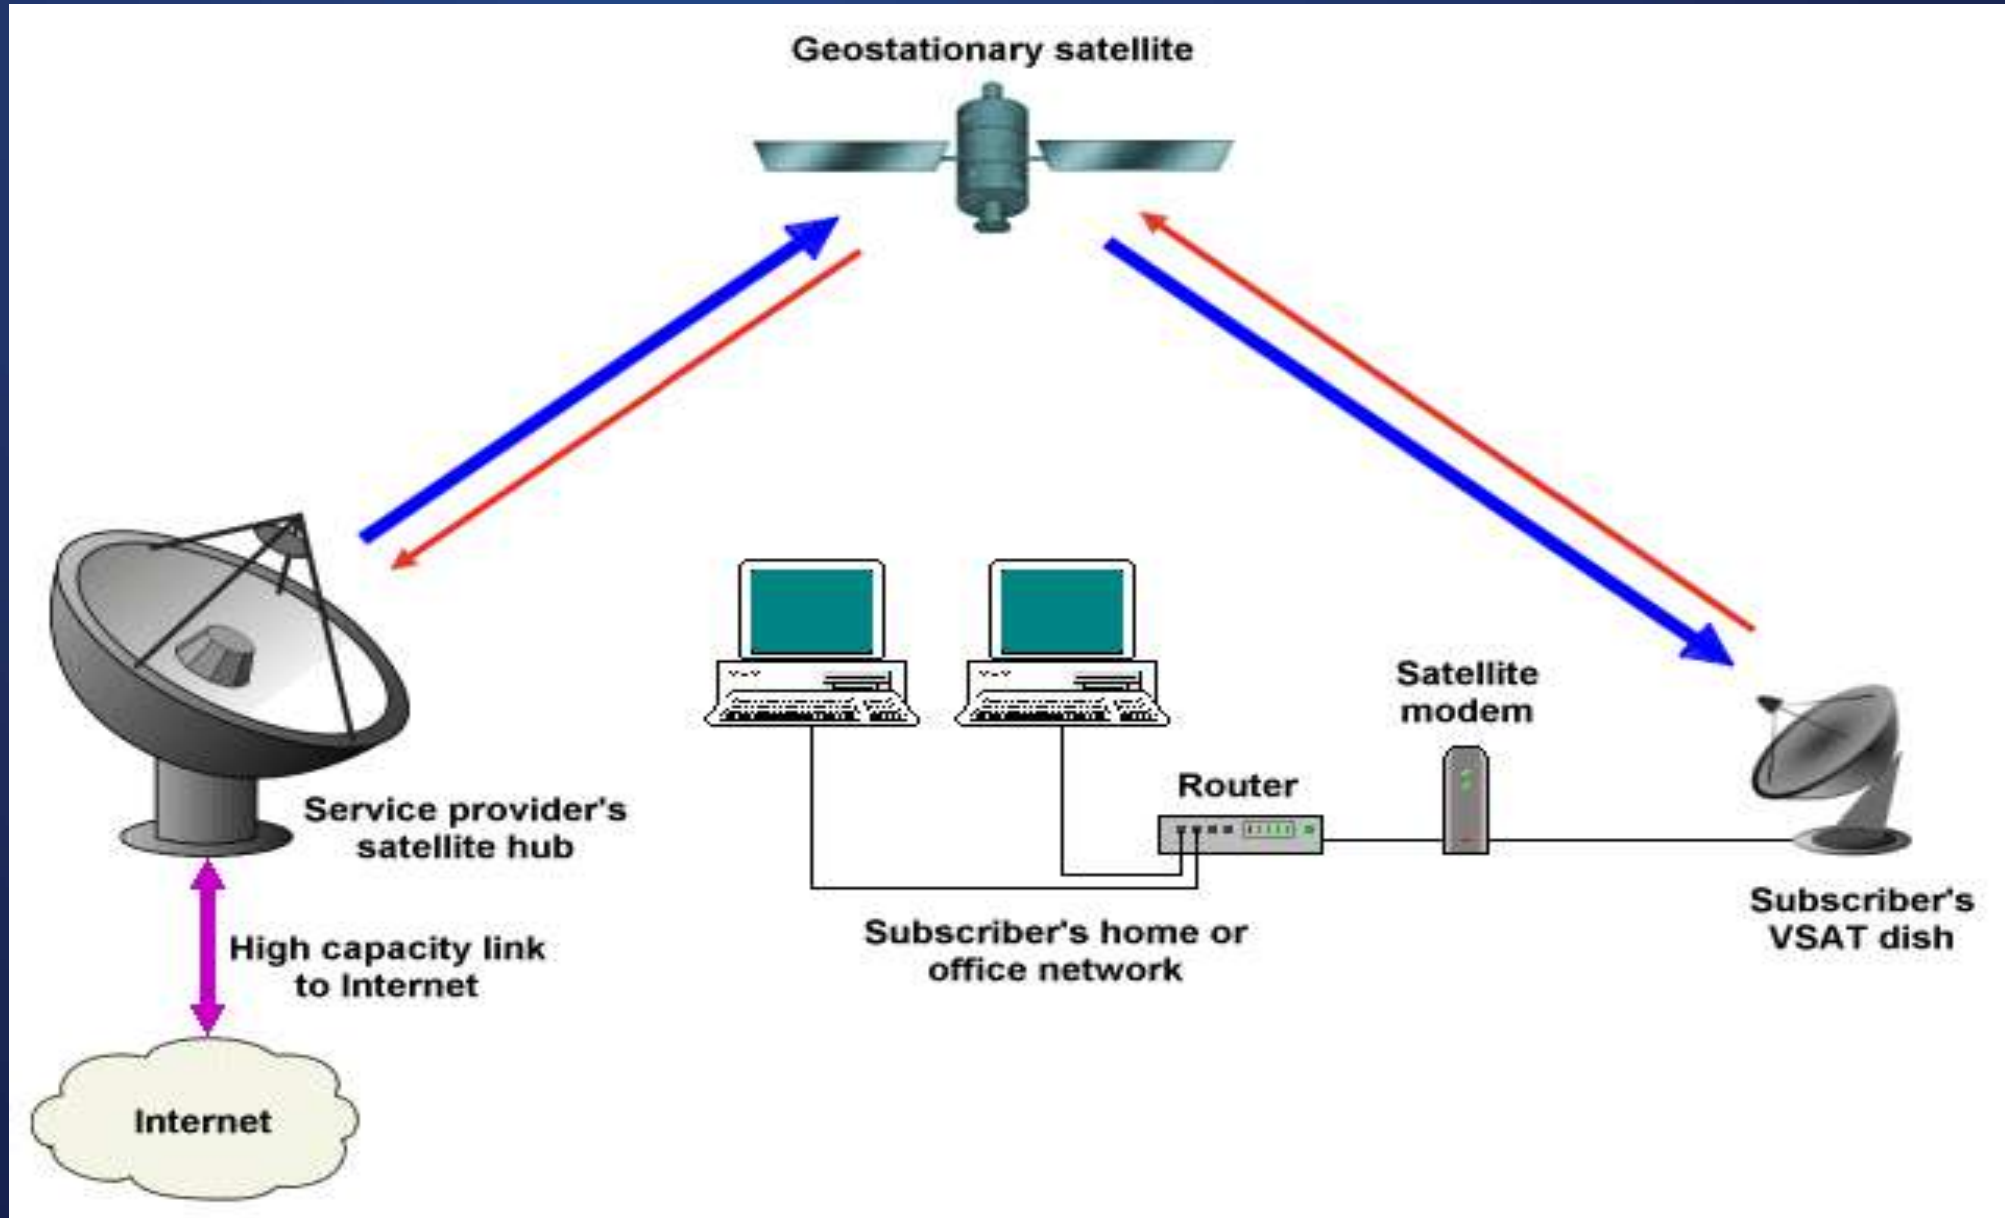 Geostationary satellite
Satellite
modem
Router
Service provider's
satellite hub
Subscriber's
VSAT dish
Subscriber's home or
office network
High capacity link
to Internet
Internet